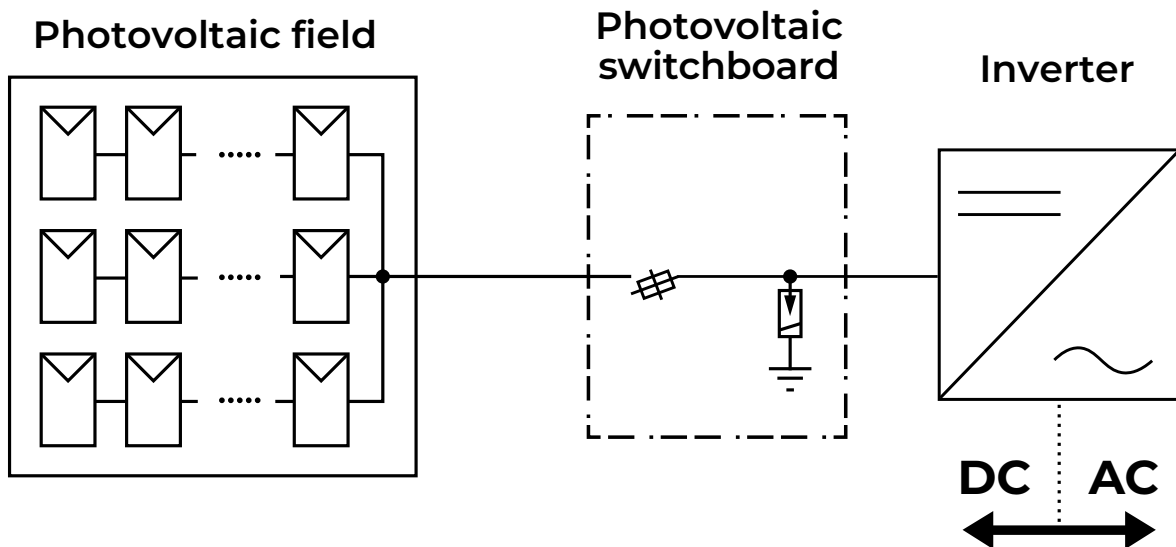 Photovoltaic field
Photovoltaic
switchboard
Inverter
DC
AC